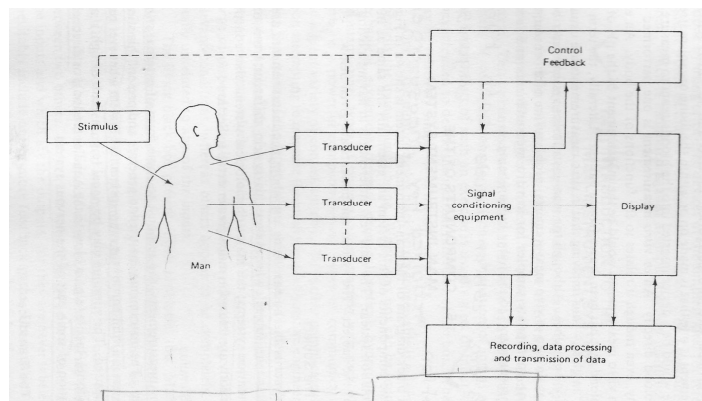 Control
Feedback
Stimulus
Transducer
Transducer
Transducer
Signal
conditioning
equipment
Display
Man
Recording, data processing
and transmission of data